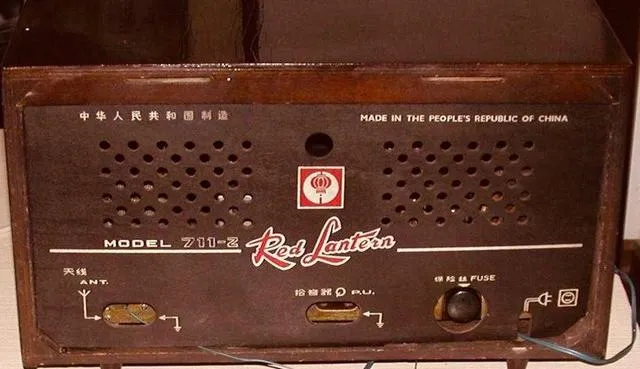 中华人民共和国制造
MADE IN THE PEOPLE'S REPUBLIC OF CHINA
MODEL 711-2 Red Lantern
天线
ANT.
拾音器 P.U.
保险丝 FUSE